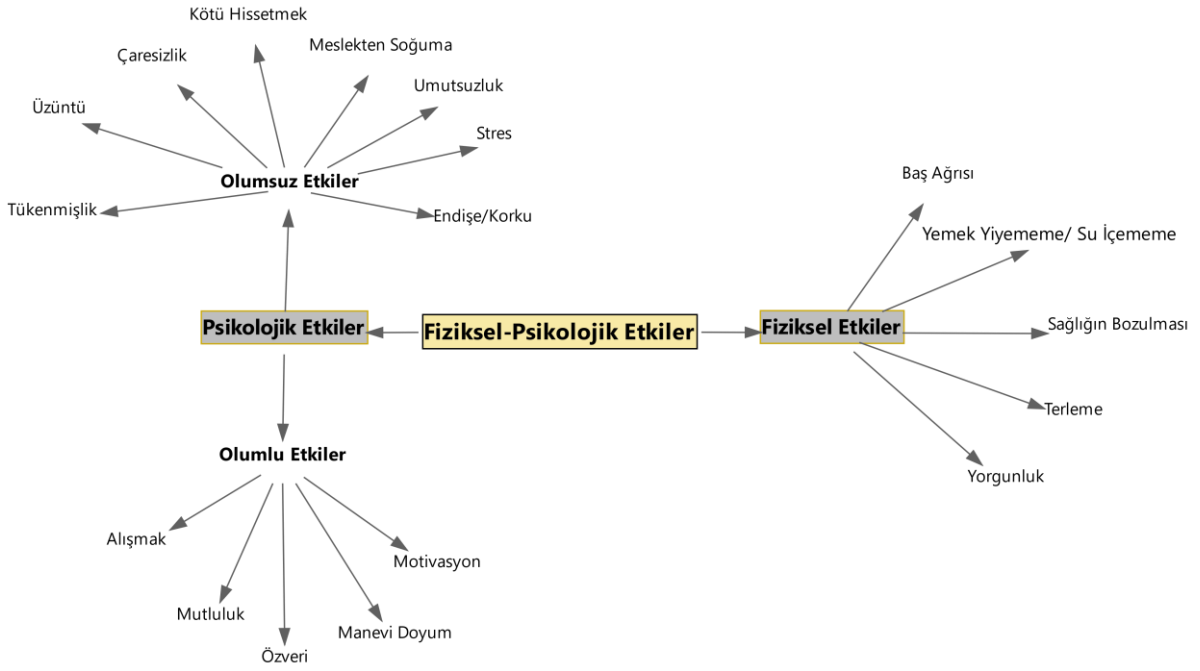 Kötü Hissetmek
Meslekten Soğuma
Çaresizlik
Umutsuzluk
Üzüntü
Stres
Olumsuz Etkiler
Tükenmişlik
Endişe/Korku
Baş Ağrısı
Yemek Yiyememe/ Su İçememe
Psikolojik Etkiler
Fiziksel-Psikolojik Etkiler
Fiziksel Etkiler
Sağlığın Bozulması
Terleme
Yorgunluk
Olumlu Etkiler
Alışmak
Motivasyon
Mutluluk
Manevi Doyum
Özveri